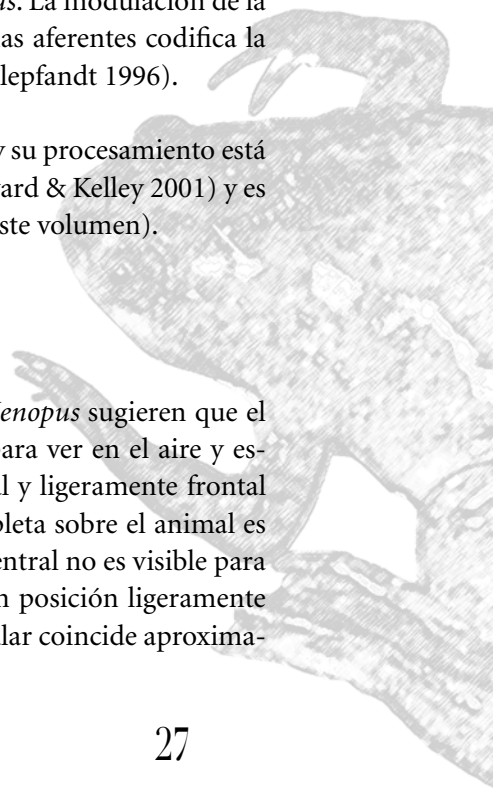 us. La modulación de la
as aferentes codifica la
lepfandt 1996).
y su procesamiento está
ard & Kelley 2001) y es
ste volumen).
enopus sugieren que el
para ver en el aire y es-
l y ligeramente frontal
pleta sobre el animal es
entral no es visible para
n posición ligeramente
lar coincide aproxima-
27